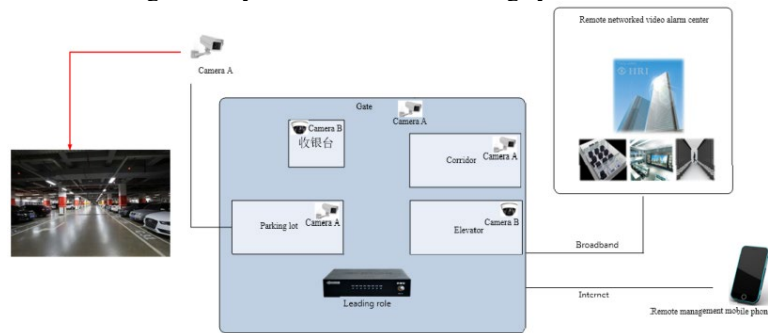 Remote networked video alarm center
Camera A
HRI
Gate
Camera A
Camera B
收银台
Corridor
Camera A
Parking lot
Camera A
Elevator
Camera B
Broadband
Leading role
Internet
Remote management mobile phon